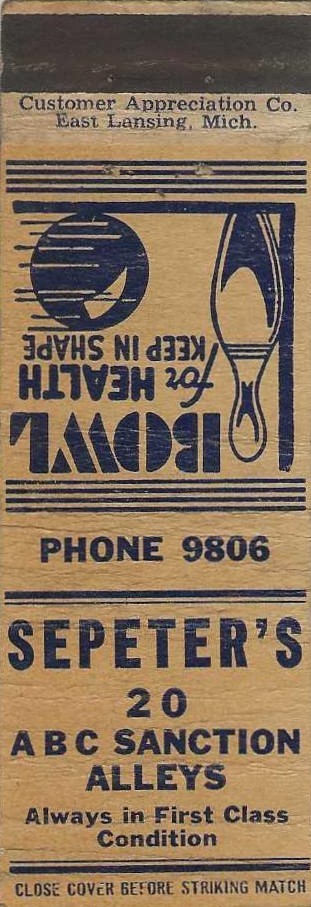 Customer Appreciation Co.
East Lansing, Mich.
BOWL
for HEALTH
KEEP IN SHAPE
PHONE 9806
SEPETER'S
20
ABC SANCTION
ALLEYS
Always in First Class
Condition
CLOSE COVER BEFORE STRIKING MATCH